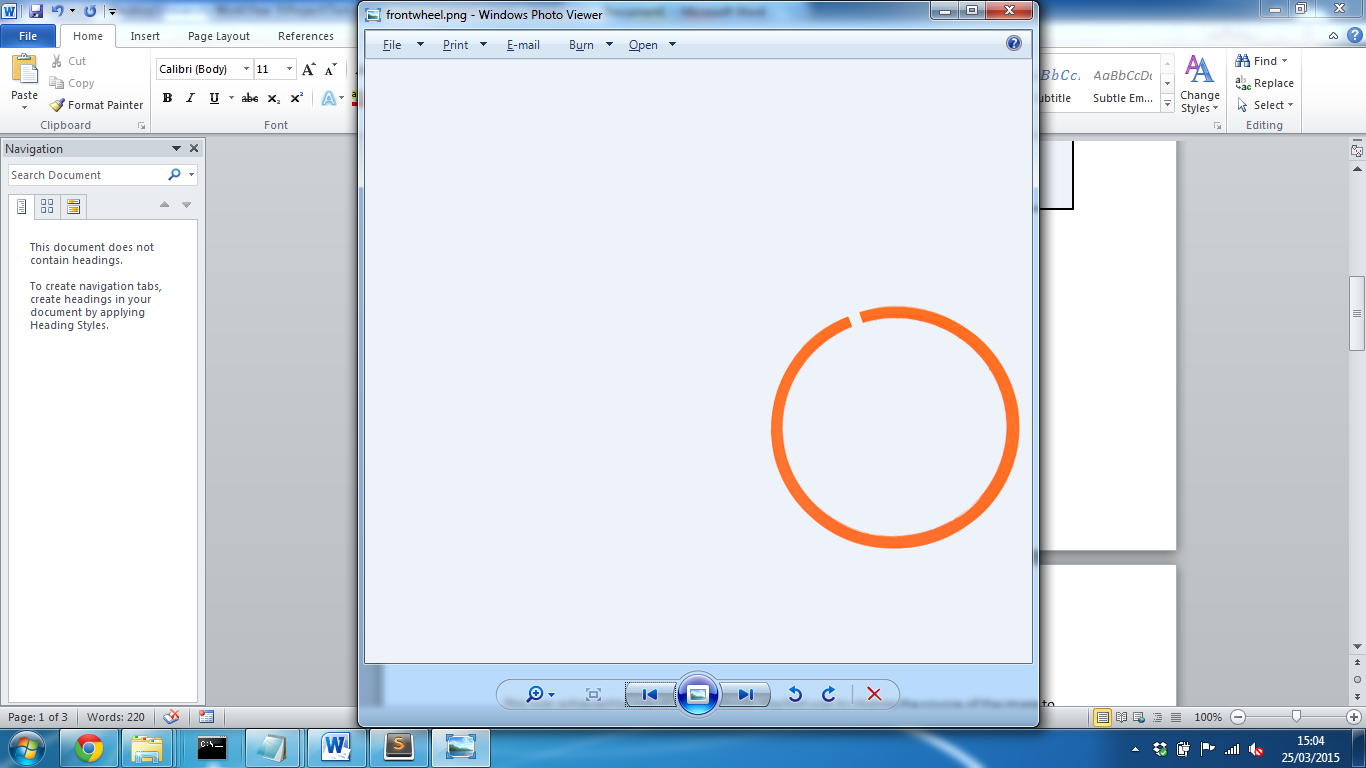 frontwheel.png - Windows Photo Viewer
File Print E-mail Burn Open
File Home Insert Page Layout References
Paste
Cut
Copy
Format Painter
Clipboard
Calibri (Body) 11
B I U abc x₂ x² A
Font
AaBbCcDc
Subtle Em...
Change Styles
Find
Replace
Select
Editing
Navigation
Search Document
This document does not
contain headings.
To create navigation tabs,
create headings in your
document by applying
Heading Styles.
Page: 1 of 3 Words: 220
100%
C:\
15:04
25/03/2015